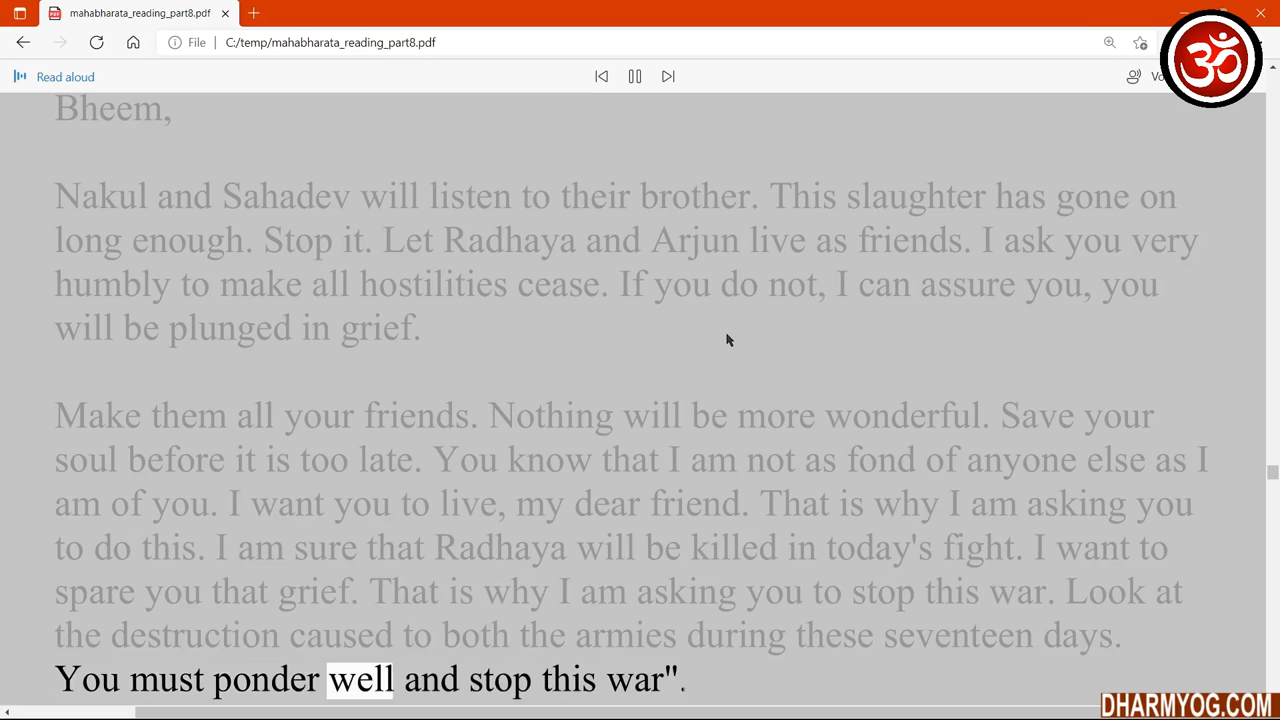 mahabharata_reading_part8.pdf
File C:/temp/mahabharata_reading_part8.pdf
Read aloud
Bheem,
Nakul and Sahadev will listen to their brother. This slaughter has gone on
long enough. Stop it. Let Radhaya and Arjun live as friends. I ask you very
humbly to make all hostilities cease. If you do not, I can assure you, you
will be plunged in grief.
Make them all your friends. Nothing will be more wonderful. Save your
soul before it is too late. You know that I am not as fond of anyone else as I
am of you. I want you to live, my dear friend. That is why I am asking you
to do this. I am sure that Radhaya will be killed in today's fight. I want to
spare you that grief. That is why I am asking you to stop this war. Look at
the destruction caused to both the armies during these seventeen days.
You must ponder well and stop this war".
ॐ
DHARMYOG.COM